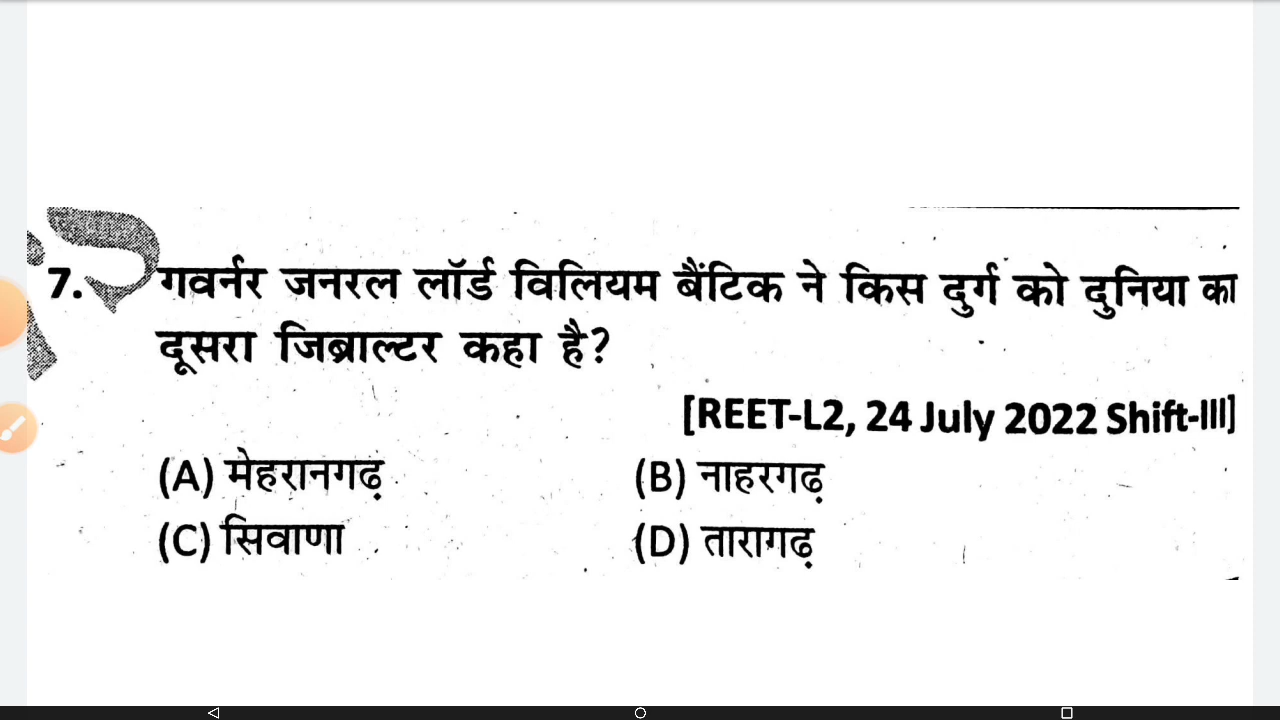 7. गवर्नर जनरल लॉर्ड विलियम बैंटिक ने किस दुर्ग को दुनिया का
दूसरा जिब्राल्टर कहा है?
[REET-L2, 24 July 2022 Shift-III]
(A) मेहरानगढ़ (B) नाहरगढ़
(C) सिवाणा (D) तारागढ़